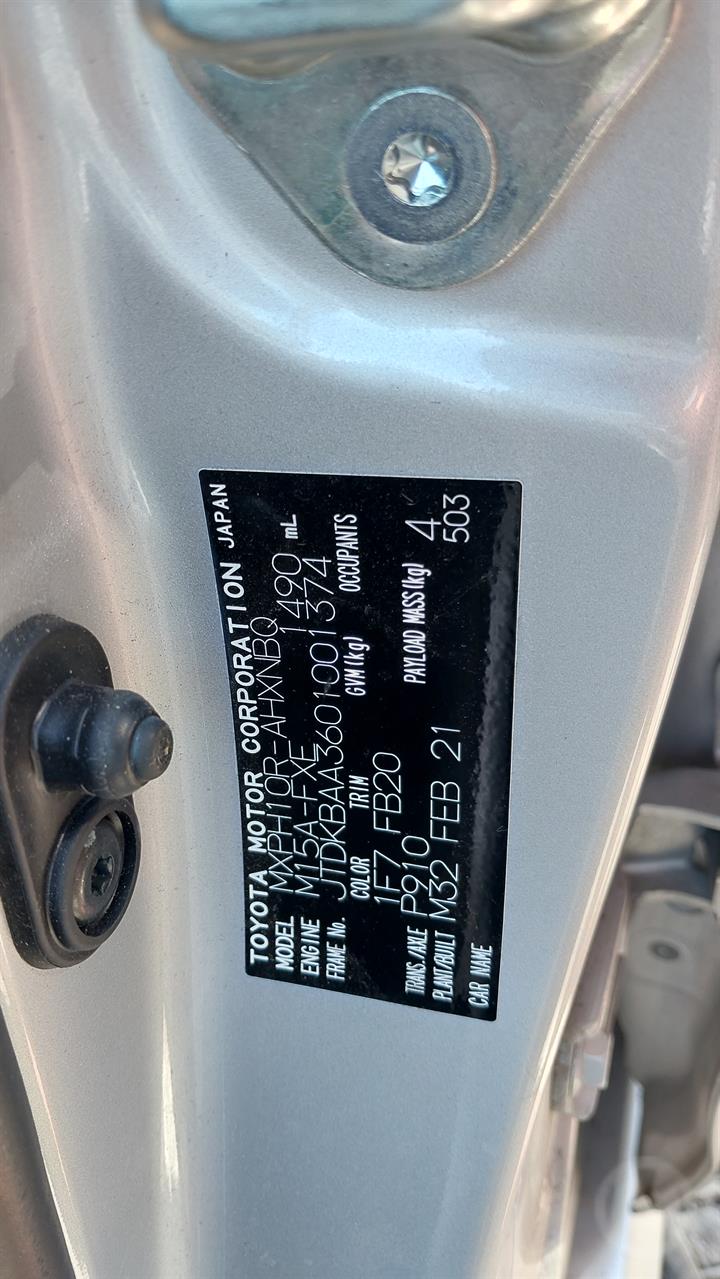 TOYOTA MOTOR CORPORATION JAPAN
MODEL MXPH10R-AHXNBQ
ENGINE M15A-FXE 1490 mL
FRAME No. JTDKBAA3601001374
COLOR TRIM GVM(kg) OCCUPANTS
1F7 FB20
TRANS./AXLE P910 PAYLOAD MASS(kg) 4
PLANT/BUILT M32 FEB 21 503
CAR NAME